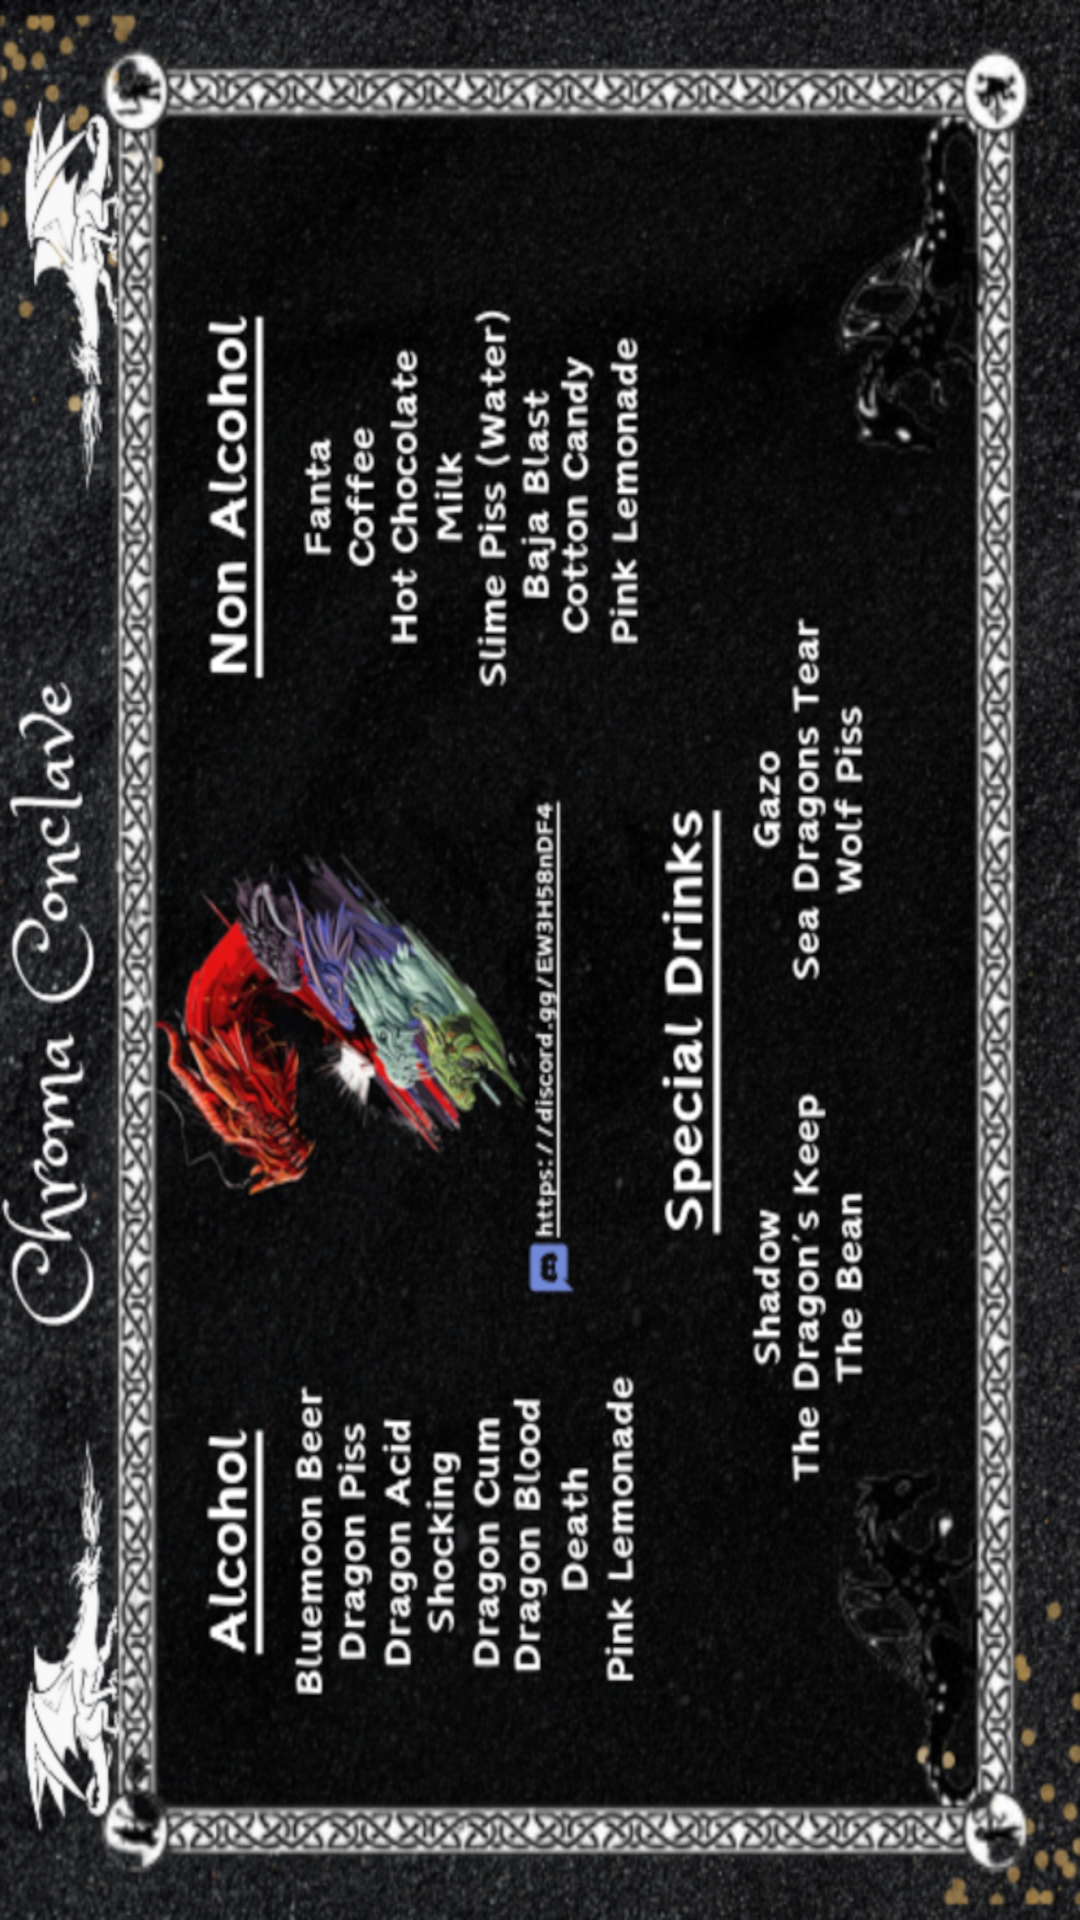 Chroma Conclave
Alcohol
Bluemoon Beer
Dragon Piss
Dragon Acid
Shocking
Dragon Cum
Dragon Blood
Death
Pink Lemonade
https://discord.gg/EW3H58nDF4
Non Alcohol
Fanta
Coffee
Hot Chocolate
Milk
Slime Piss (Water)
Baja Blast
Cotton Candy
Pink Lemonade
Special Drinks
Shadow
The Dragon's Keep
The Bean
Gazo
Sea Dragons Tear
Wolf Piss